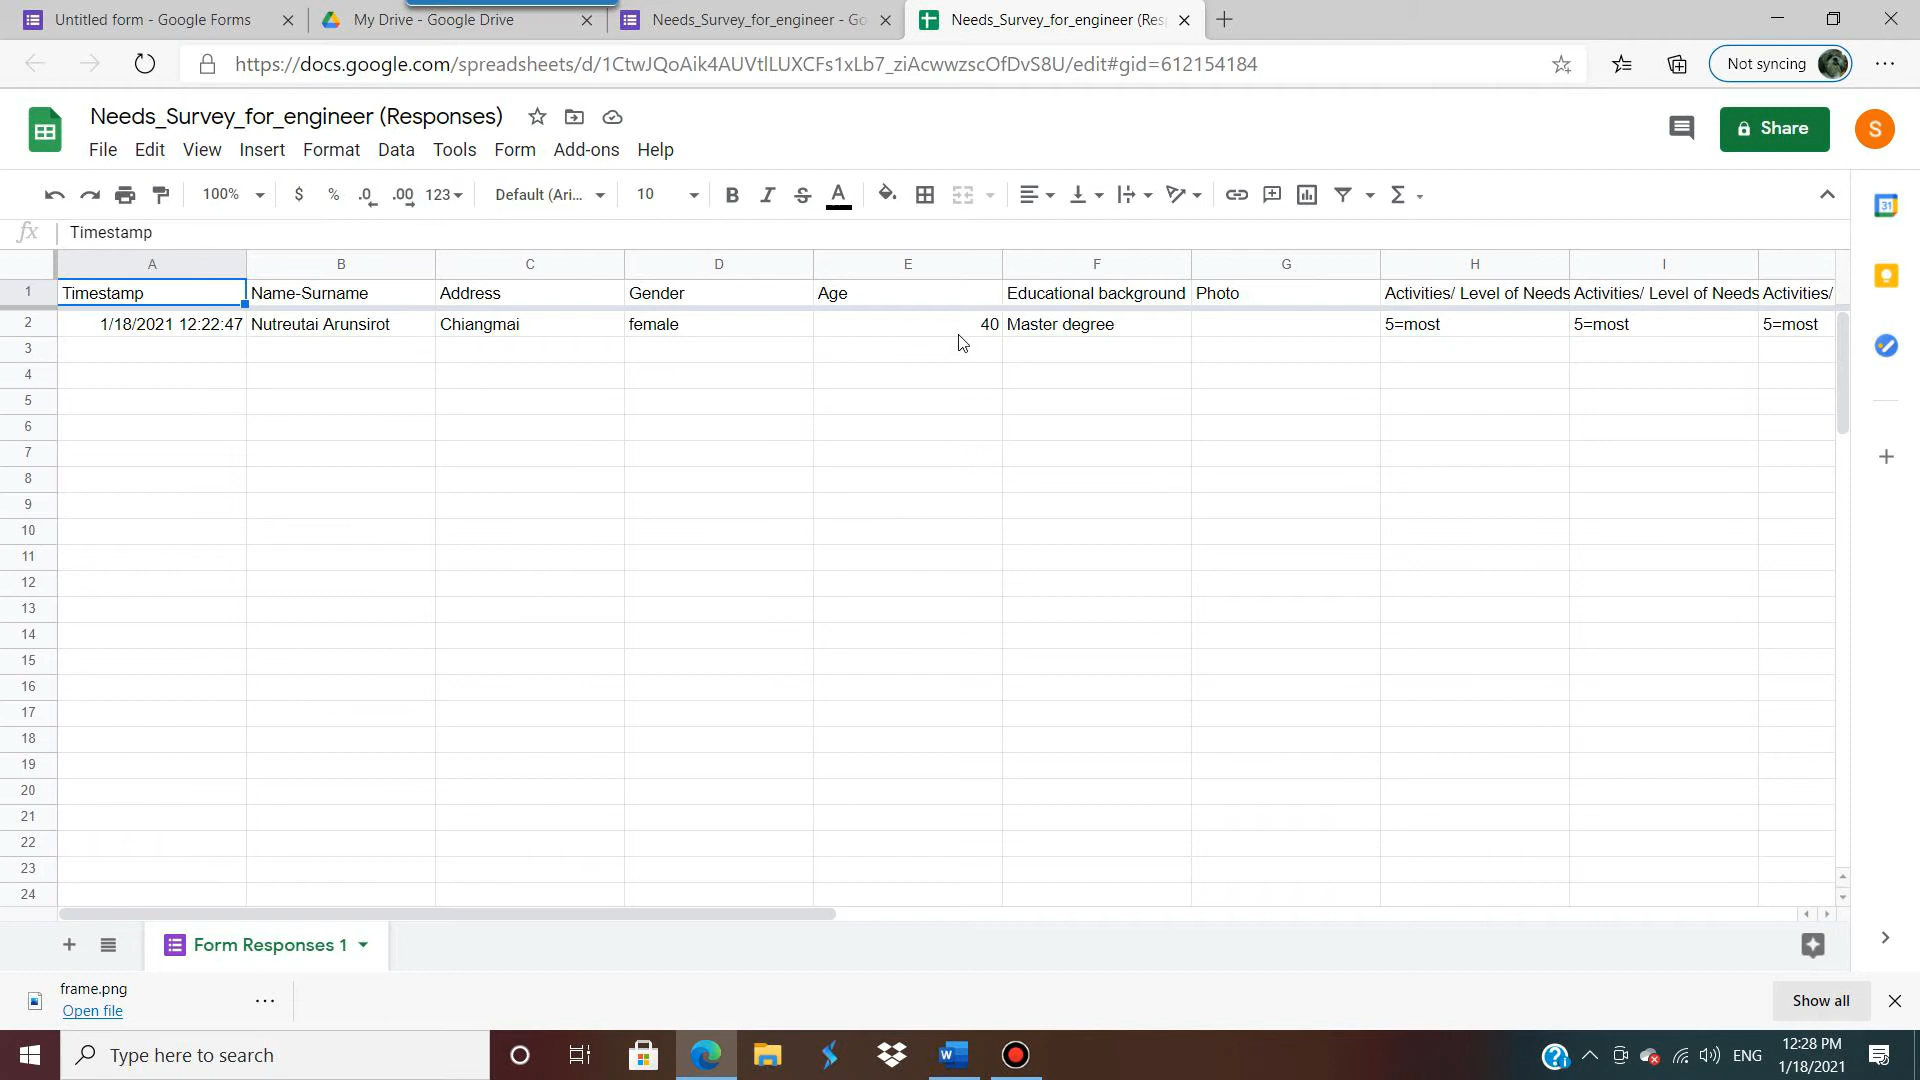 Untitled form - Google Forms
My Drive - Google Drive
Needs_Survey_for_engineer - Go
Needs_Survey_for_engineer (Res
https://docs.google.com/spreadsheets/d/1CtwJQoAik4AUVtlLUXCFs1xLb7_ziAcwwzscOfDvS8U/edit#gid=612154184
Not syncing
Needs_Survey_for_engineer (Responses)
Share
S
File Edit View Insert Format Data Tools Form Add-ons Help
100% $ % .0 .00 123 Default (Ari... 10 B I S A Σ
31
fx Timestamp
A B C D E F G H I
1 Timestamp Name-Surname Address Gender Age Educational background Photo Activities/ Level of Needs Activities/ Level of Needs Activities/
2 1/18/2021 12:22:47 Nutreutai Arunsirot Chiangmai female 40 Master degree 5=most 5=most 5=most
3
4
5
6
7
8
9
10
11
12
13
14
15
16
17
18
19
20
21
22
23
24
Form Responses 1
frame.png
Open file
Show all
Type here to search
W
ENG
12:28 PM
1/18/2021